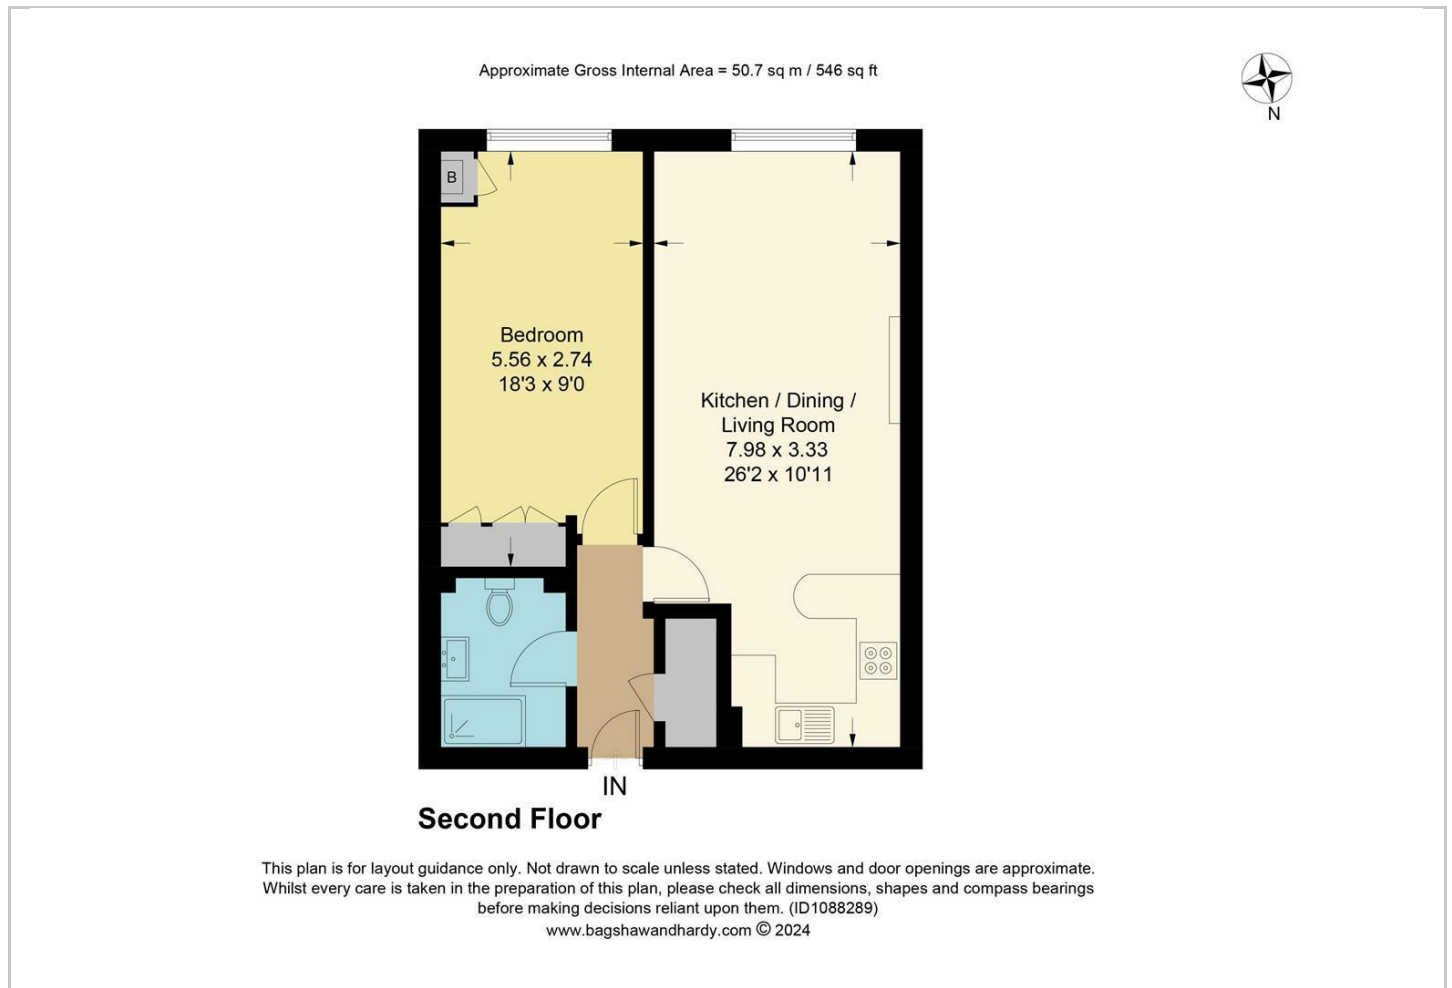 Approximate Gross Internal Area = 50.7 sq m / 546 sq ft
N
B
Bedroom
5.56 x 2.74
18'3 x 9'0
Kitchen / Dining /
Living Room
7.98 x 3.33
26'2 x 10'11
IN
Second Floor
This plan is for layout guidance only. Not drawn to scale unless stated. Windows and door openings are approximate.
Whilst every care is taken in the preparation of this plan, please check all dimensions, shapes and compass bearings
before making decisions reliant upon them. (ID1088289)
www.bagshawandhardy.com © 2024